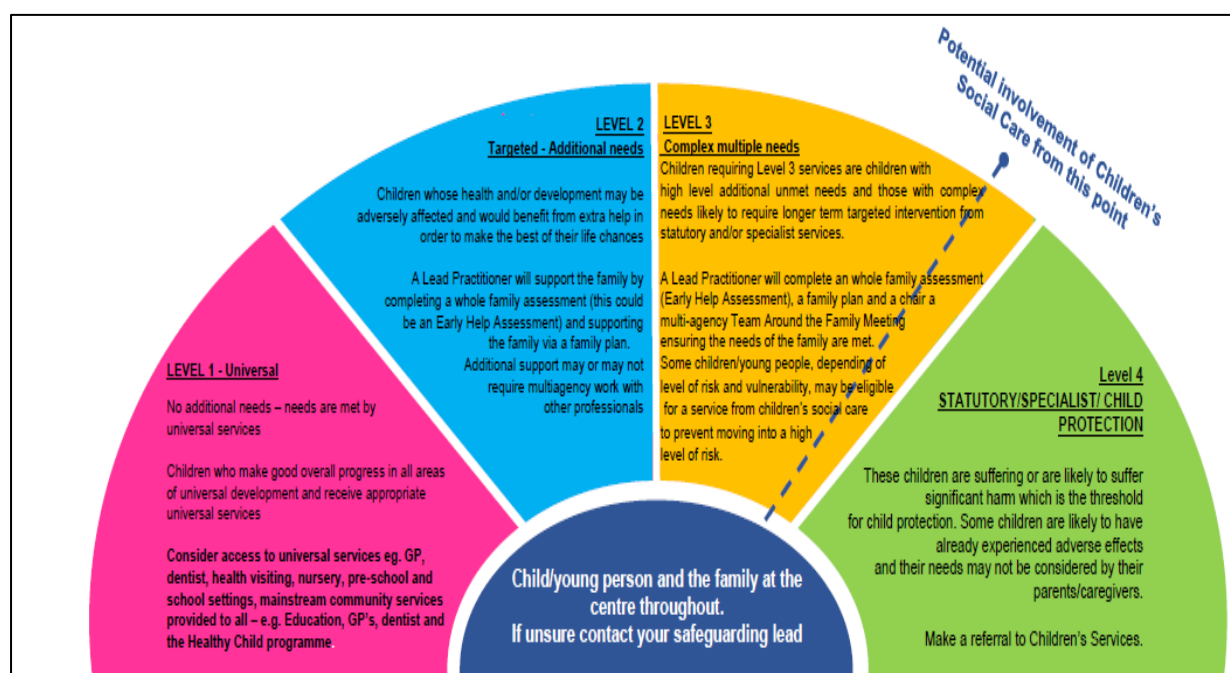 Potential involvement of Children's
Social Care from this point
LEVEL 1 - Universal
No additional needs – needs are met by
universal services
Children who make good overall progress in all areas
of universal development and receive appropriate
universal services
Consider access to universal services eg. GP,
dentist, health visiting, nursery, pre-school and
school settings, mainstream community services
provided to all – e.g. Education, GP's, dentist and
the Healthy Child programme.
LEVEL 2
Targeted - Additional needs
Children whose health and/or development may be
adversely affected and would benefit from extra help in
order to make the best of their life chances
A Lead Practitioner will support the family by
completing a whole family assessment (this could
be an Early Help Assessment) and supporting
the family via a family plan.
Additional support may or may not
require multiagency work with
other professionals
LEVEL 3
Complex multiple needs
Children requiring Level 3 services are children with
high level additional unmet needs and those with complex
needs likely to require longer term targeted intervention from
statutory and/or specialist services.
A Lead Practitioner will complete an whole family assessment
(Early Help Assessment), a family plan and a chair a
multi-agency Team Around the Family Meeting
ensuring the needs of the family are met.
Some children/young people, depending of
level of risk and vulnerability, may be eligible
for a service from children's social care
to prevent moving into a high
level of risk.
Level 4
STATUTORY/SPECIALIST/ CHILD
PROTECTION
These children are suffering or are likely to suffer
significant harm which is the threshold
for child protection. Some children are likely to have
already experienced adverse effects
and their needs may not be considered by their
parents/caregivers.
Make a referral to Children's Services.
Child/young person and the family at the
centre throughout.
If unsure contact your safeguarding lead